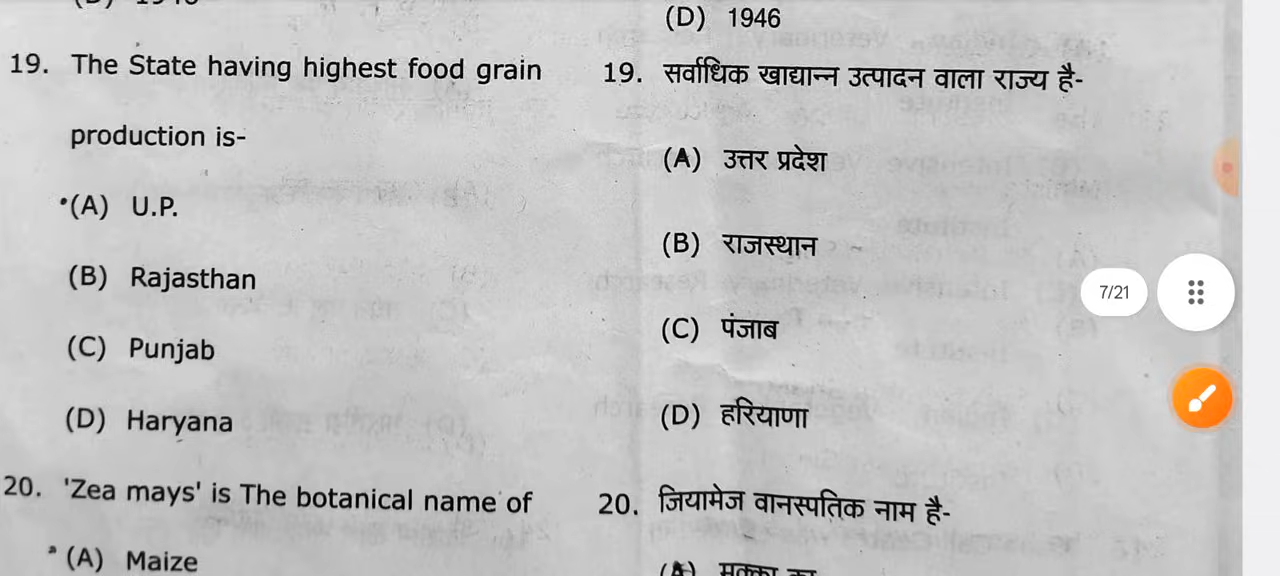 (D) 1946
19. The State having highest food grain
production is-
(A) U.P.
(B) Rajasthan
(C) Punjab
(D) Haryana
20. 'Zea mays' is The botanical name of
(A) Maize
19. सर्वाधिक खाद्यान्न उत्पादन वाला राज्य है-
(A) उत्तर प्रदेश
(B) राजस्थान
(C) पंजाब
(D) हरियाणा
20. जियामेज वानस्पतिक नाम है-
(A) मक्का का
7/21